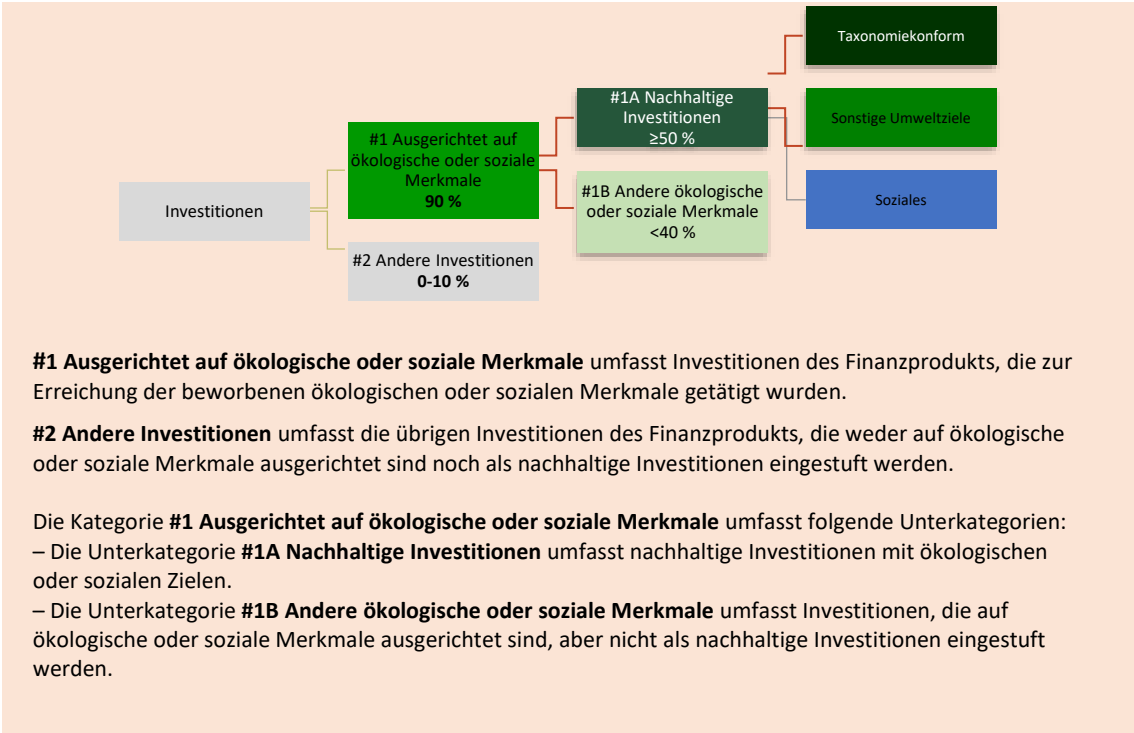 Taxonomiekonform
#1A Nachhaltige
Investitionen
≥50 %
Sonstige Umweltziele
#1 Ausgerichtet auf
ökologische oder soziale
Merkmale
90 %
#1B Andere ökologische
oder soziale Merkmale
<40 %
Soziales
Investitionen
#2 Andere Investitionen
0-10 %
#1 Ausgerichtet auf ökologische oder soziale Merkmale umfasst Investitionen des Finanzprodukts, die zur
Erreichung der beworbenen ökologischen oder sozialen Merkmale getätigt wurden.
#2 Andere Investitionen umfasst die übrigen Investitionen des Finanzprodukts, die weder auf ökologische
oder soziale Merkmale ausgerichtet sind noch als nachhaltige Investitionen eingestuft werden.
Die Kategorie #1 Ausgerichtet auf ökologische oder soziale Merkmale umfasst folgende Unterkategorien:
– Die Unterkategorie #1A Nachhaltige Investitionen umfasst nachhaltige Investitionen mit ökologischen
oder sozialen Zielen.
– Die Unterkategorie #1B Andere ökologische oder soziale Merkmale umfasst Investitionen, die auf
ökologische oder soziale Merkmale ausgerichtet sind, aber nicht als nachhaltige Investitionen eingestuft
werden.